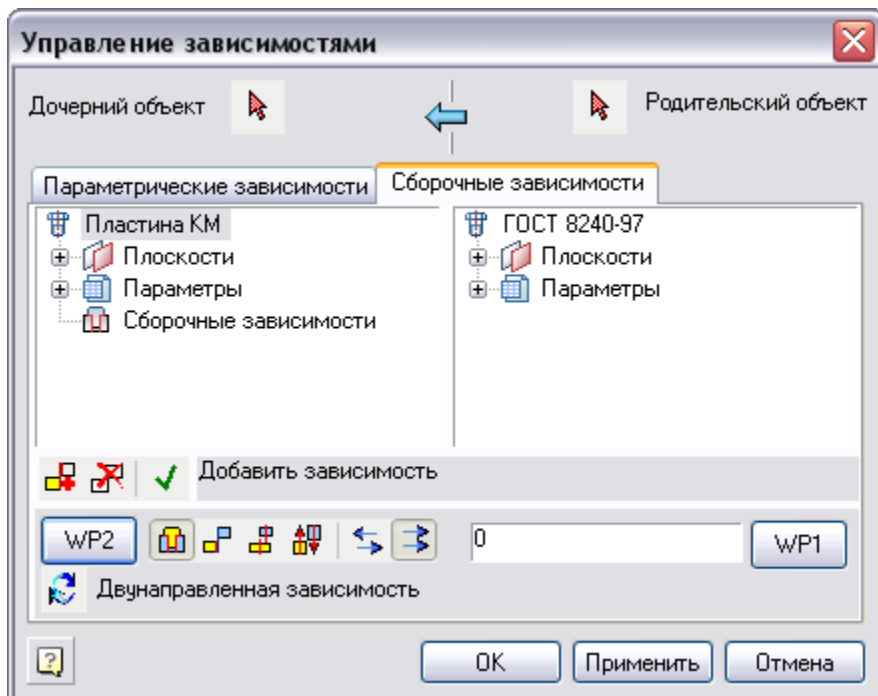 Управление зависимостями
Дочерний объект
Родительский объект
Параметрические зависимости
Сборочные зависимости
Пластина КМ
Плоскости
Параметры
Сборочные зависимости
ГОСТ 8240-97
Плоскости
Параметры
Добавить зависимость
WP2
0
WP1
Двунаправленная зависимость
?
OK
Применить
Отмена